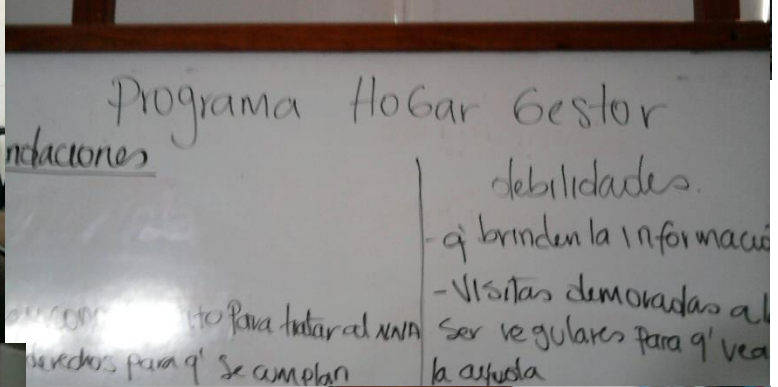 Programa HoGar Gestor
ndaciones
to Para tratar al NNA
derechos para q' se cumplan
debilidades.
- q' brinden la informació
- Visitas demoradas al
ser regulares para q' vea
la ayuda